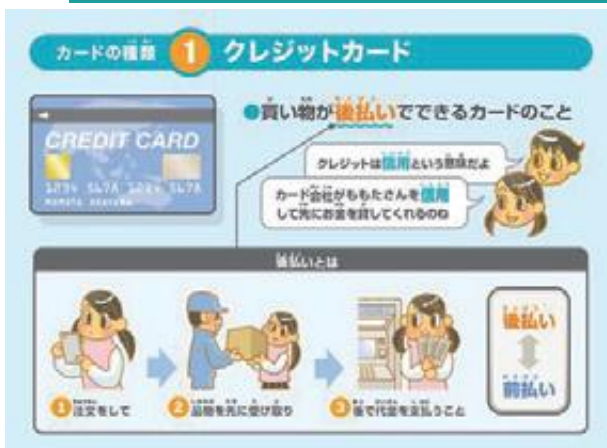 カードの種類 1 クレジットカード
●買い物が後払いでできるカードのこと
CREDIT CARD
クレジットは信用という意味だよ
カード会社がももたさんを信用
して先にお金を貸してくれるのね
後払いとは
1 注文をして
2 品物を先に受け取り
3 後で代金を支払うこと
後払い
前払い